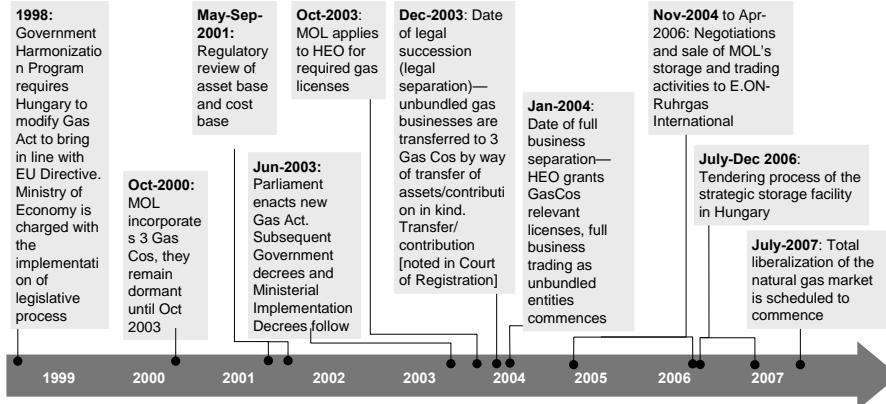 1998:
Government
Harmonizatio
n Program
requires
Hungary to
modify Gas
Act to bring
in line with
EU Directive.
Ministry of
Economy is
charged with
the
implementati
on of
legislative
process
Oct-2000:
MOL
incorporate
s 3 Gas
Cos, they
remain
dormant
until Oct
2003
May-Sep-
2001:
Regulatory
review of
asset base
and cost
base
Jun-2003:
Parliament
enacts new
Gas Act.
Subsequent
Government
decrees and
Ministerial
Implementation
Decrees follow
Oct-2003:
MOL applies
to HEO for
required gas
licenses
Dec-2003: Date
of legal
succession
(legal
separation)—
unbundled gas
businesses are
transferred to 3
Gas Cos by way
of transfer of
assets/contributi
on in kind.
Transfer/
contribution
[noted in Court
of Registration]
Jan-2004:
Date of full
business
separation—
HEO grants
GasCos
relevant
licenses, full
business
trading as
unbundled
entities
commences
Nov-2004 to Apr-
2006: Negotiations
and sale of MOL's
storage and trading
activities to E.ON-
Ruhrgas
International
July-Dec 2006:
Tendering process of the
strategic storage facility
in Hungary
July-2007: Total
liberalization of the
natural gas market
is scheduled to
commence
1999 2000 2001 2002 2003 2004 2005 2006 2007